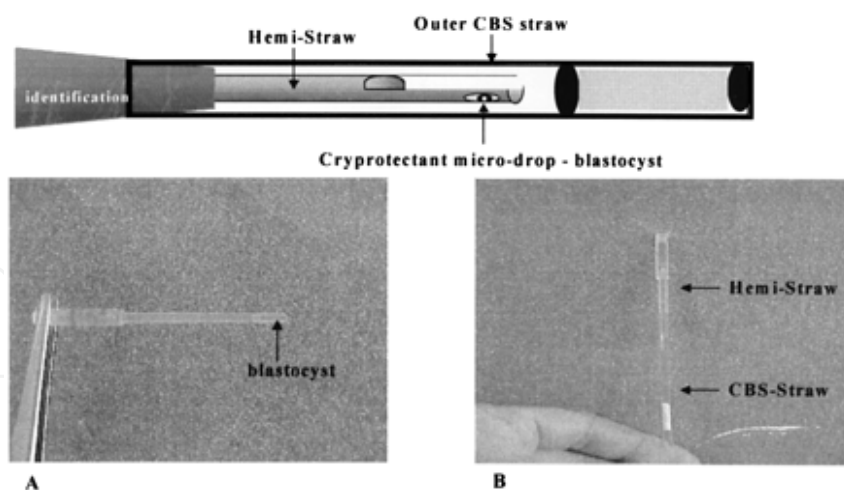 Outer CBS straw
Hemi-Straw
identification
Cryprotectant micro-drop - blastocyst
blastocyst
Hemi-Straw
CBS-Straw
A
B